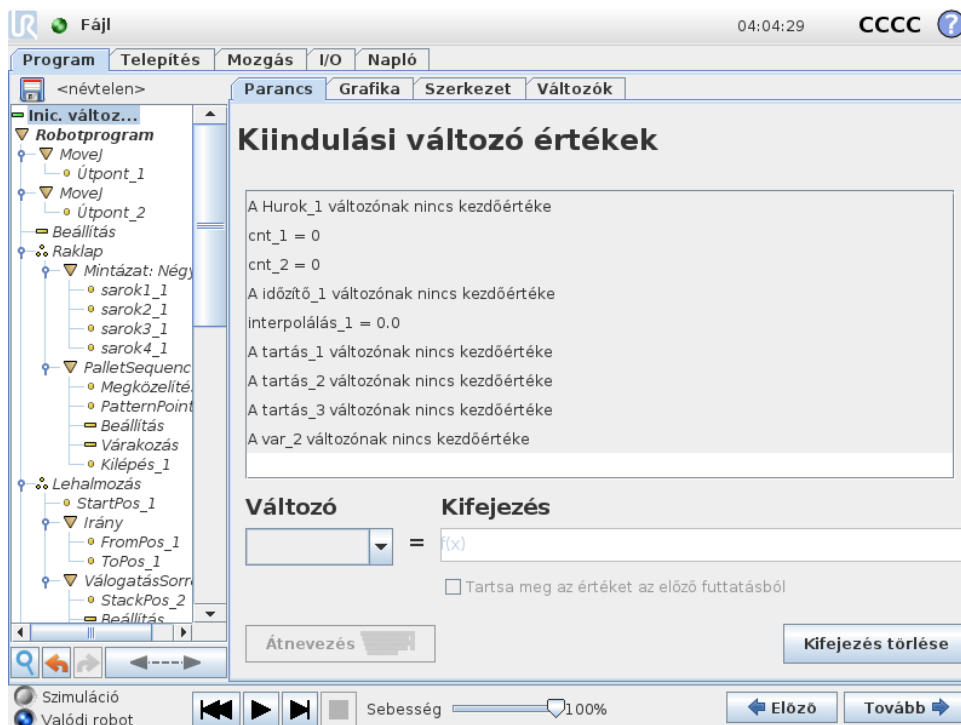 UR Fájl 04:04:29 CCCC ?
Program Telepítés Mozgás I/O Napló
<névtelen> Parancs Grafika Szerkezet Változók
Inic. változ...
Robotprogram
MoveJ
Útpont_1
MoveJ
Útpont_2
Beállítás
Raklap
Mintázat: Négy
sarok1_1
sarok2_1
sarok3_1
sarok4_1
PalletSequenc
Megközelítés
PatternPoint
Beállítás
Várakozás
Kilépés_1
Lehalmozás
StartPos_1
Irány
FromPos_1
ToPos_1
VálogatásSorr
StackPos_2
Beállítás
Kiindulási változó értékek
A Hurok_1 változónak nincs kezdőértéke
cnt_1 = 0
cnt_2 = 0
A időzítő_1 változónak nincs kezdőértéke
interpolálás_1 = 0.0
A tartás_1 változónak nincs kezdőértéke
A tartás_2 változónak nincs kezdőértéke
A tartás_3 változónak nincs kezdőértéke
A var_2 változónak nincs kezdőértéke
Változó Kifejezés
= f(x)
Tartsa meg az értéket az előző futtatásból
Átnevezés
Kifejezés törlése
Szimuláció
Valódi robot
Sebesség 100%
Előző Tovább